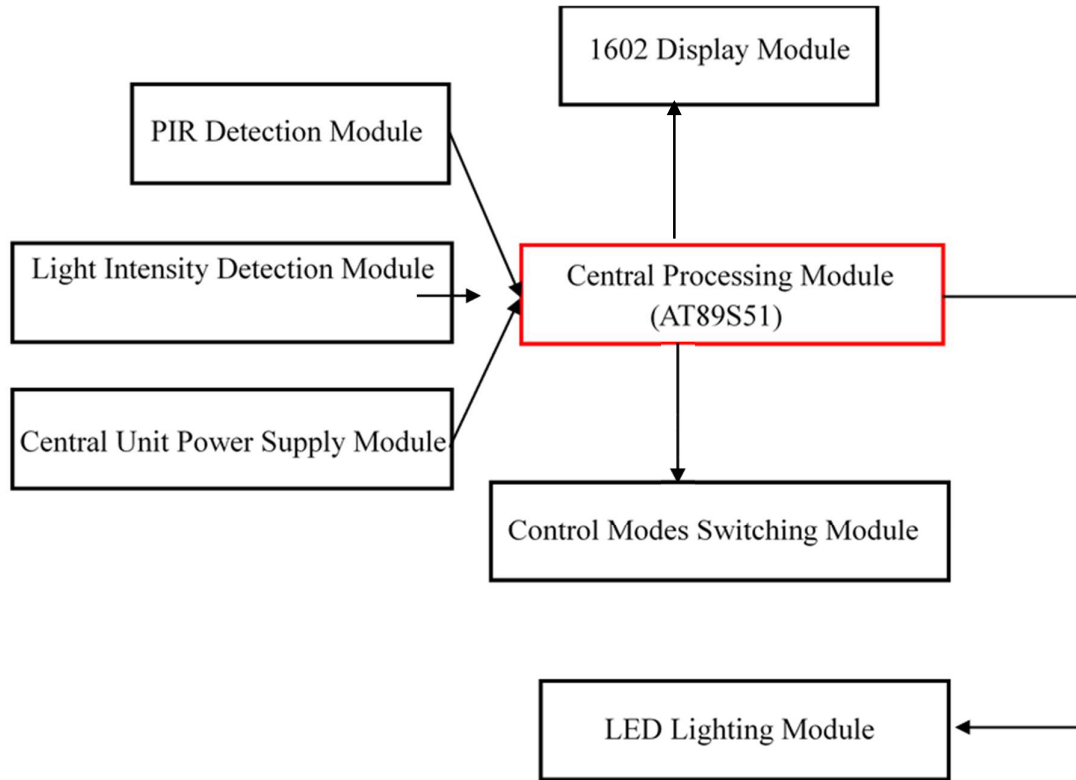 1602 Display Module
PIR Detection Module
Light Intensity Detection Module
Central Processing Module
(AT89S51)
Central Unit Power Supply Module
Control Modes Switching Module
LED Lighting Module